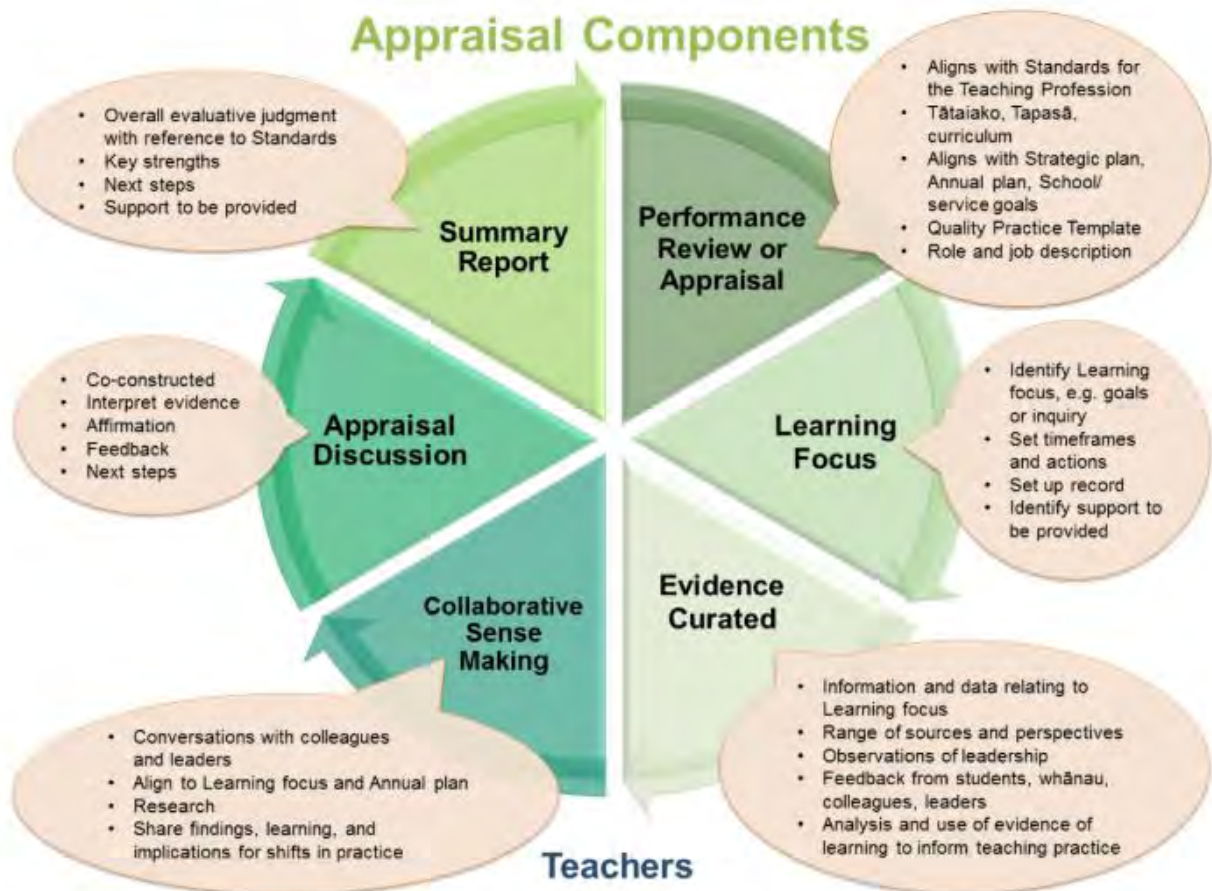 Appraisal Components
• Overall evaluative judgment
with reference to Standards
• Key strengths
• Next steps
• Support to be provided
Summary
Report
Performance
Review or
Appraisal
• Aligns with Standards for
the Teaching Profession
• Tātaiako, Tapasā,
curriculum
• Aligns with Strategic plan,
Annual plan, School/
service goals
• Quality Practice Template
• Role and job description
• Co-constructed
• Interpret evidence
• Affirmation
• Feedback
• Next steps
Appraisal
Discussion
Learning
Focus
• Identify Learning
focus, e.g. goals
or inquiry
• Set timeframes
and actions
• Set up record
• Identify support to
be provided
Collaborative
Sense
Making
Evidence
Curated
• Conversations with colleagues
and leaders
• Align to Learning focus and Annual plan
• Research
• Share findings, learning, and
implications for shifts in practice
• Information and data relating to
Learning focus
• Range of sources and perspectives
• Observations of leadership
• Feedback from students, whānau,
colleagues, leaders
• Analysis and use of evidence of
learning to inform teaching practice
Teachers